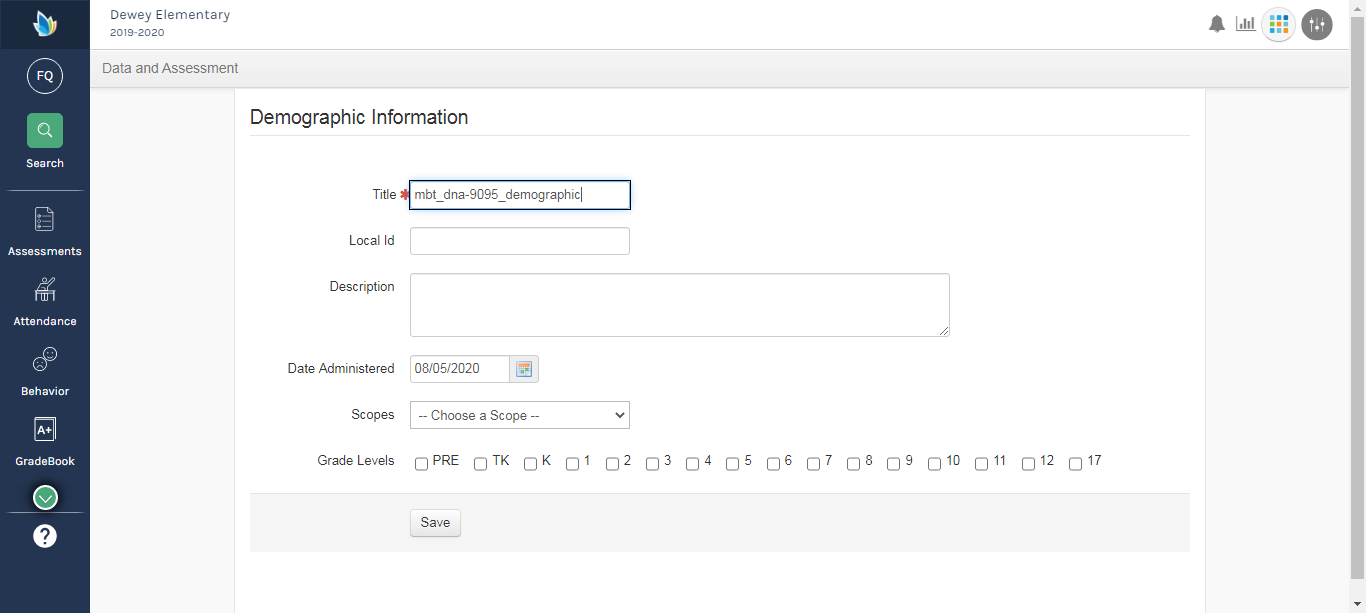 Dewey Elementary
2019-2020
FQ
Search
Assessments
Attendance
Behavior
A+
GradeBook
?
Data and Assessment
Demographic Information
Title * mbt_dna-9095_demographic
Local Id
Description
Date Administered 08/05/2020
Scopes -- Choose a Scope --
Grade Levels PRE TK K 1 2 3 4 5 6 7 8 9 10 11 12 17
Save